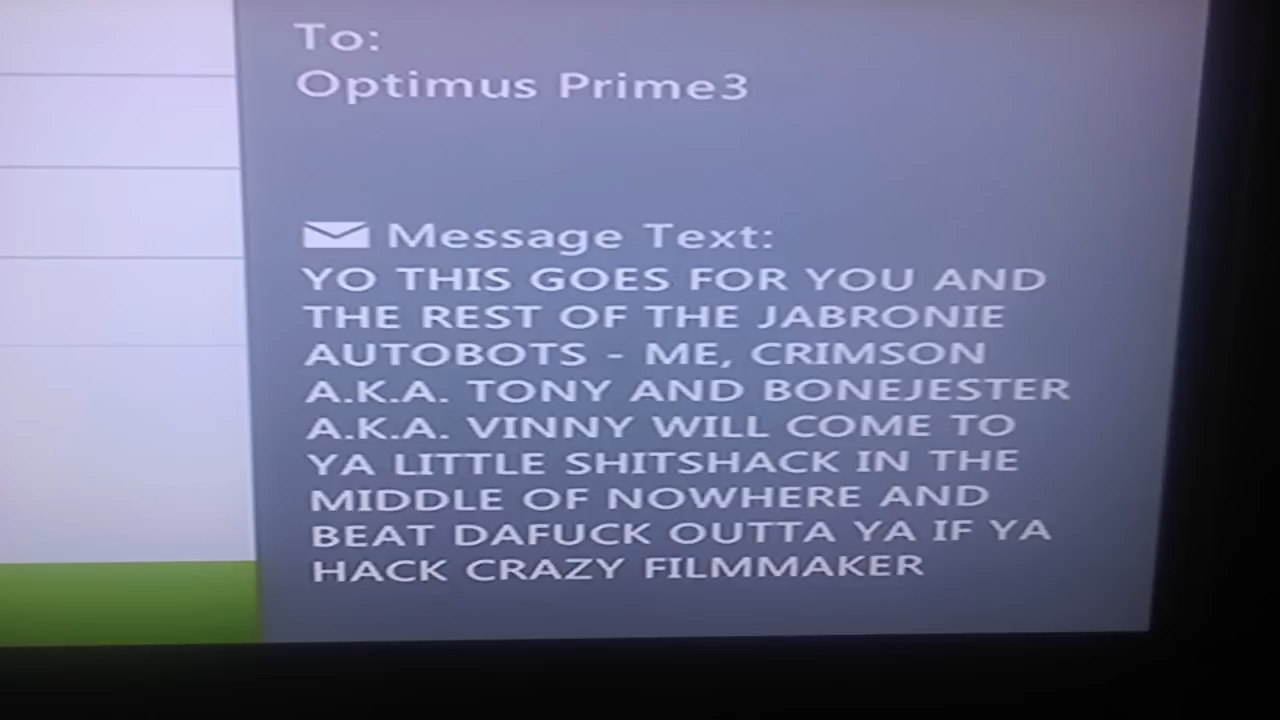 To:
Optimus Prime3
Message Text:
YO THIS GOES FOR YOU AND
THE REST OF THE JABRONIE
AUTOBOTS - ME, CRIMSON
A.K.A. TONY AND BONEJESTER
A.K.A. VINNY WILL COME TO
YA LITTLE SHITSHACK IN THE
MIDDLE OF NOWHERE AND
BEAT DAFUCK OUTTA YA IF YA
HACK CRAZY FILMMAKER